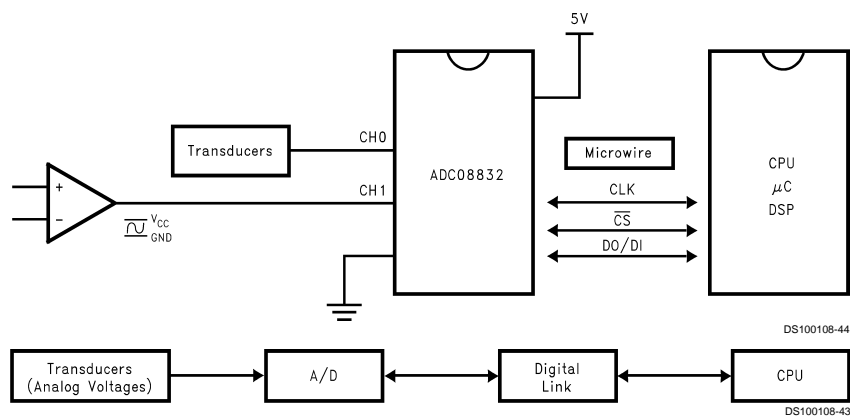 5V
CH0
Transducers
ADC08832
Microwire
CPU
μC
DSP
CH1
CLK
+
−
VCC
GND
CS
DO/DI
DS100108-44
Transducers
(Analog Voltages)
A/D
Digital
Link
CPU
DS100108-43